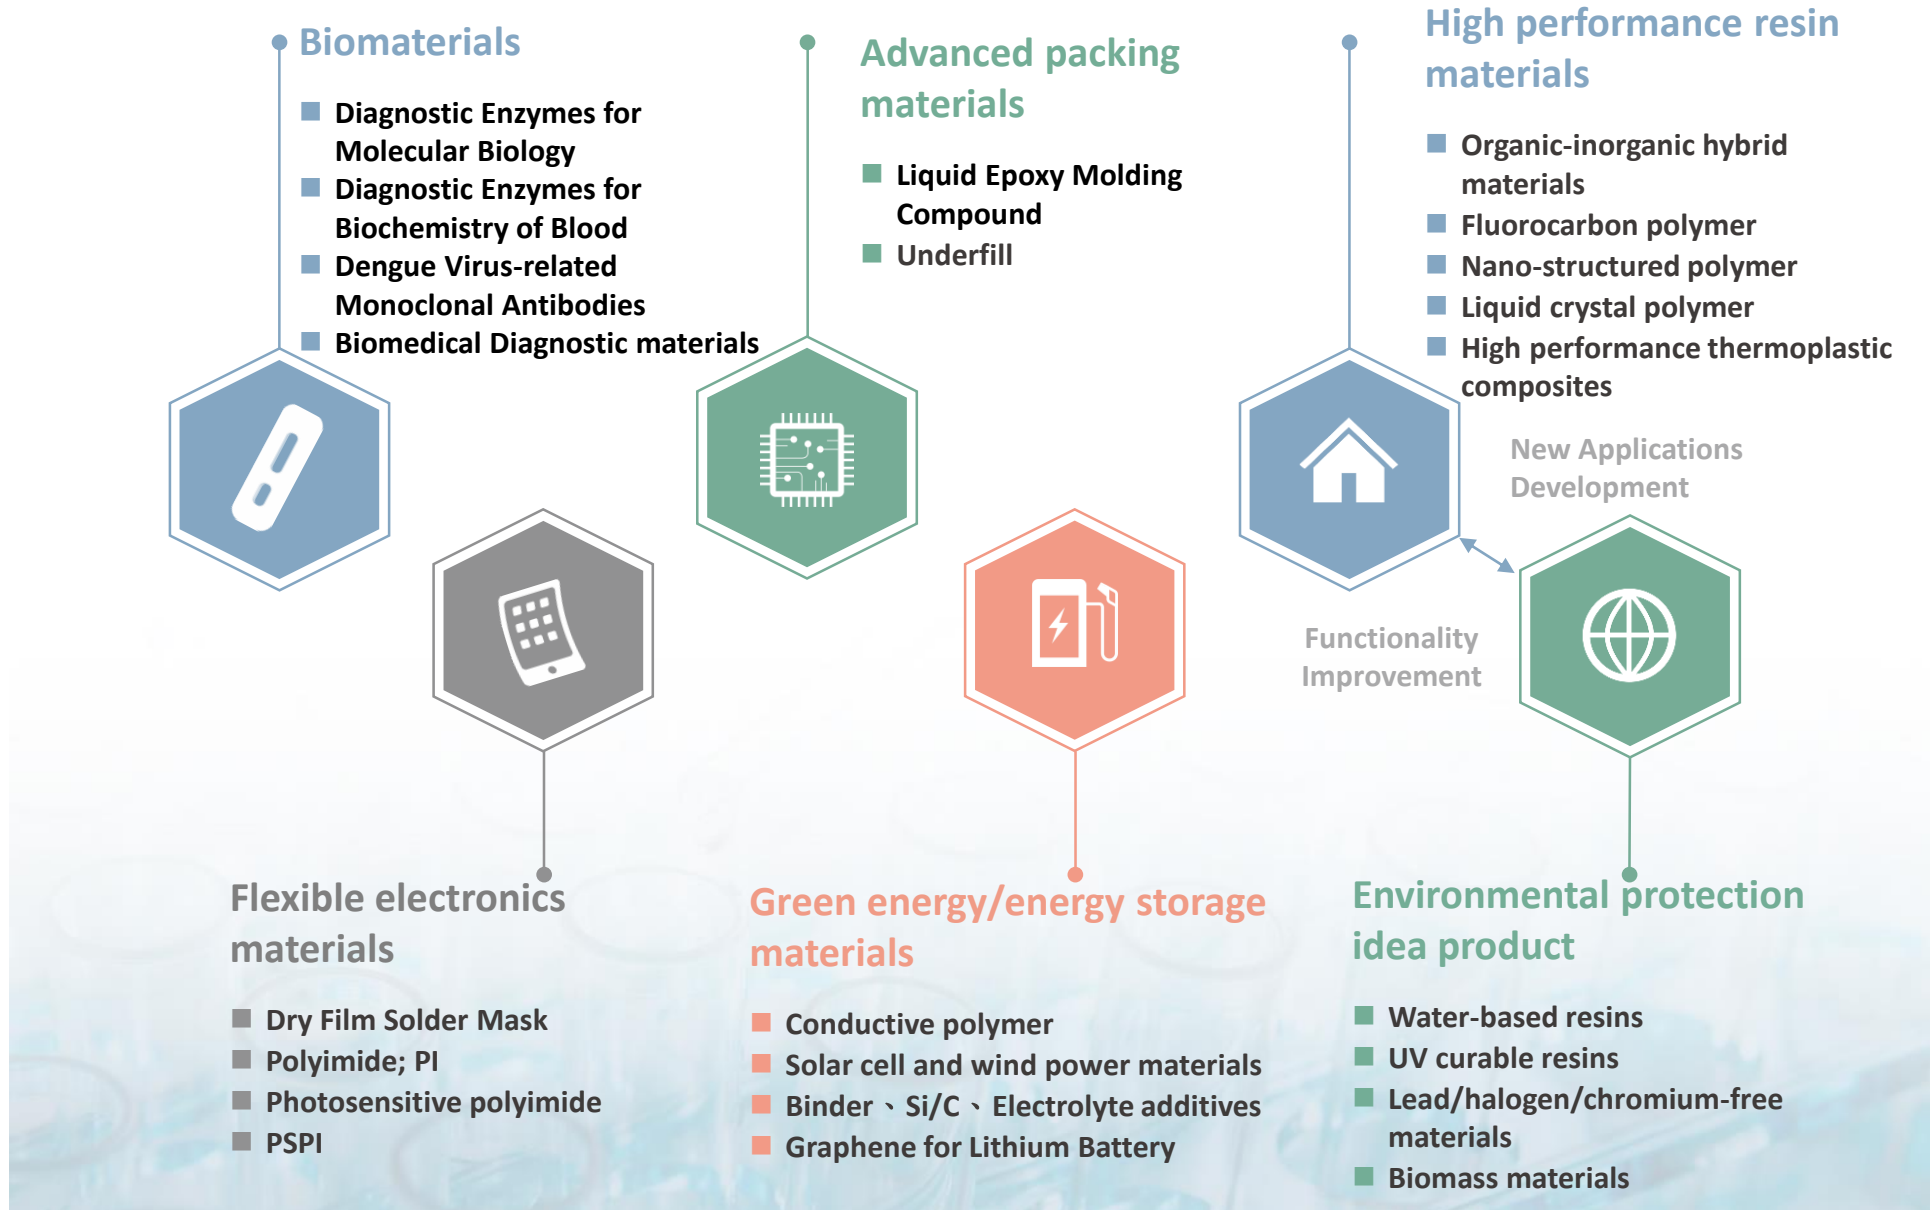 Biomaterials
Diagnostic Enzymes for
Molecular Biology
Diagnostic Enzymes for
Biochemistry of Blood
Dengue Virus-related
Monoclonal Antibodies
Biomedical Diagnostic materials
Advanced packing
materials
Liquid Epoxy Molding
Compound
Underfill
High performance resin
materials
Organic-inorganic hybrid
materials
Fluorocarbon polymer
Nano-structured polymer
Liquid crystal polymer
High performance thermoplastic
composites
New Applications
Development
Functionality
Improvement
Flexible electronics
materials
Dry Film Solder Mask
Polyimide; PI
Photosensitive polyimide
PSPI
Green energy/energy storage
materials
Conductive polymer
Solar cell and wind power materials
Binder、Si/C、Electrolyte additives
Graphene for Lithium Battery
Environmental protection
idea product
Water-based resins
UV curable resins
Lead/halogen/chromium-free
materials
Biomass materials